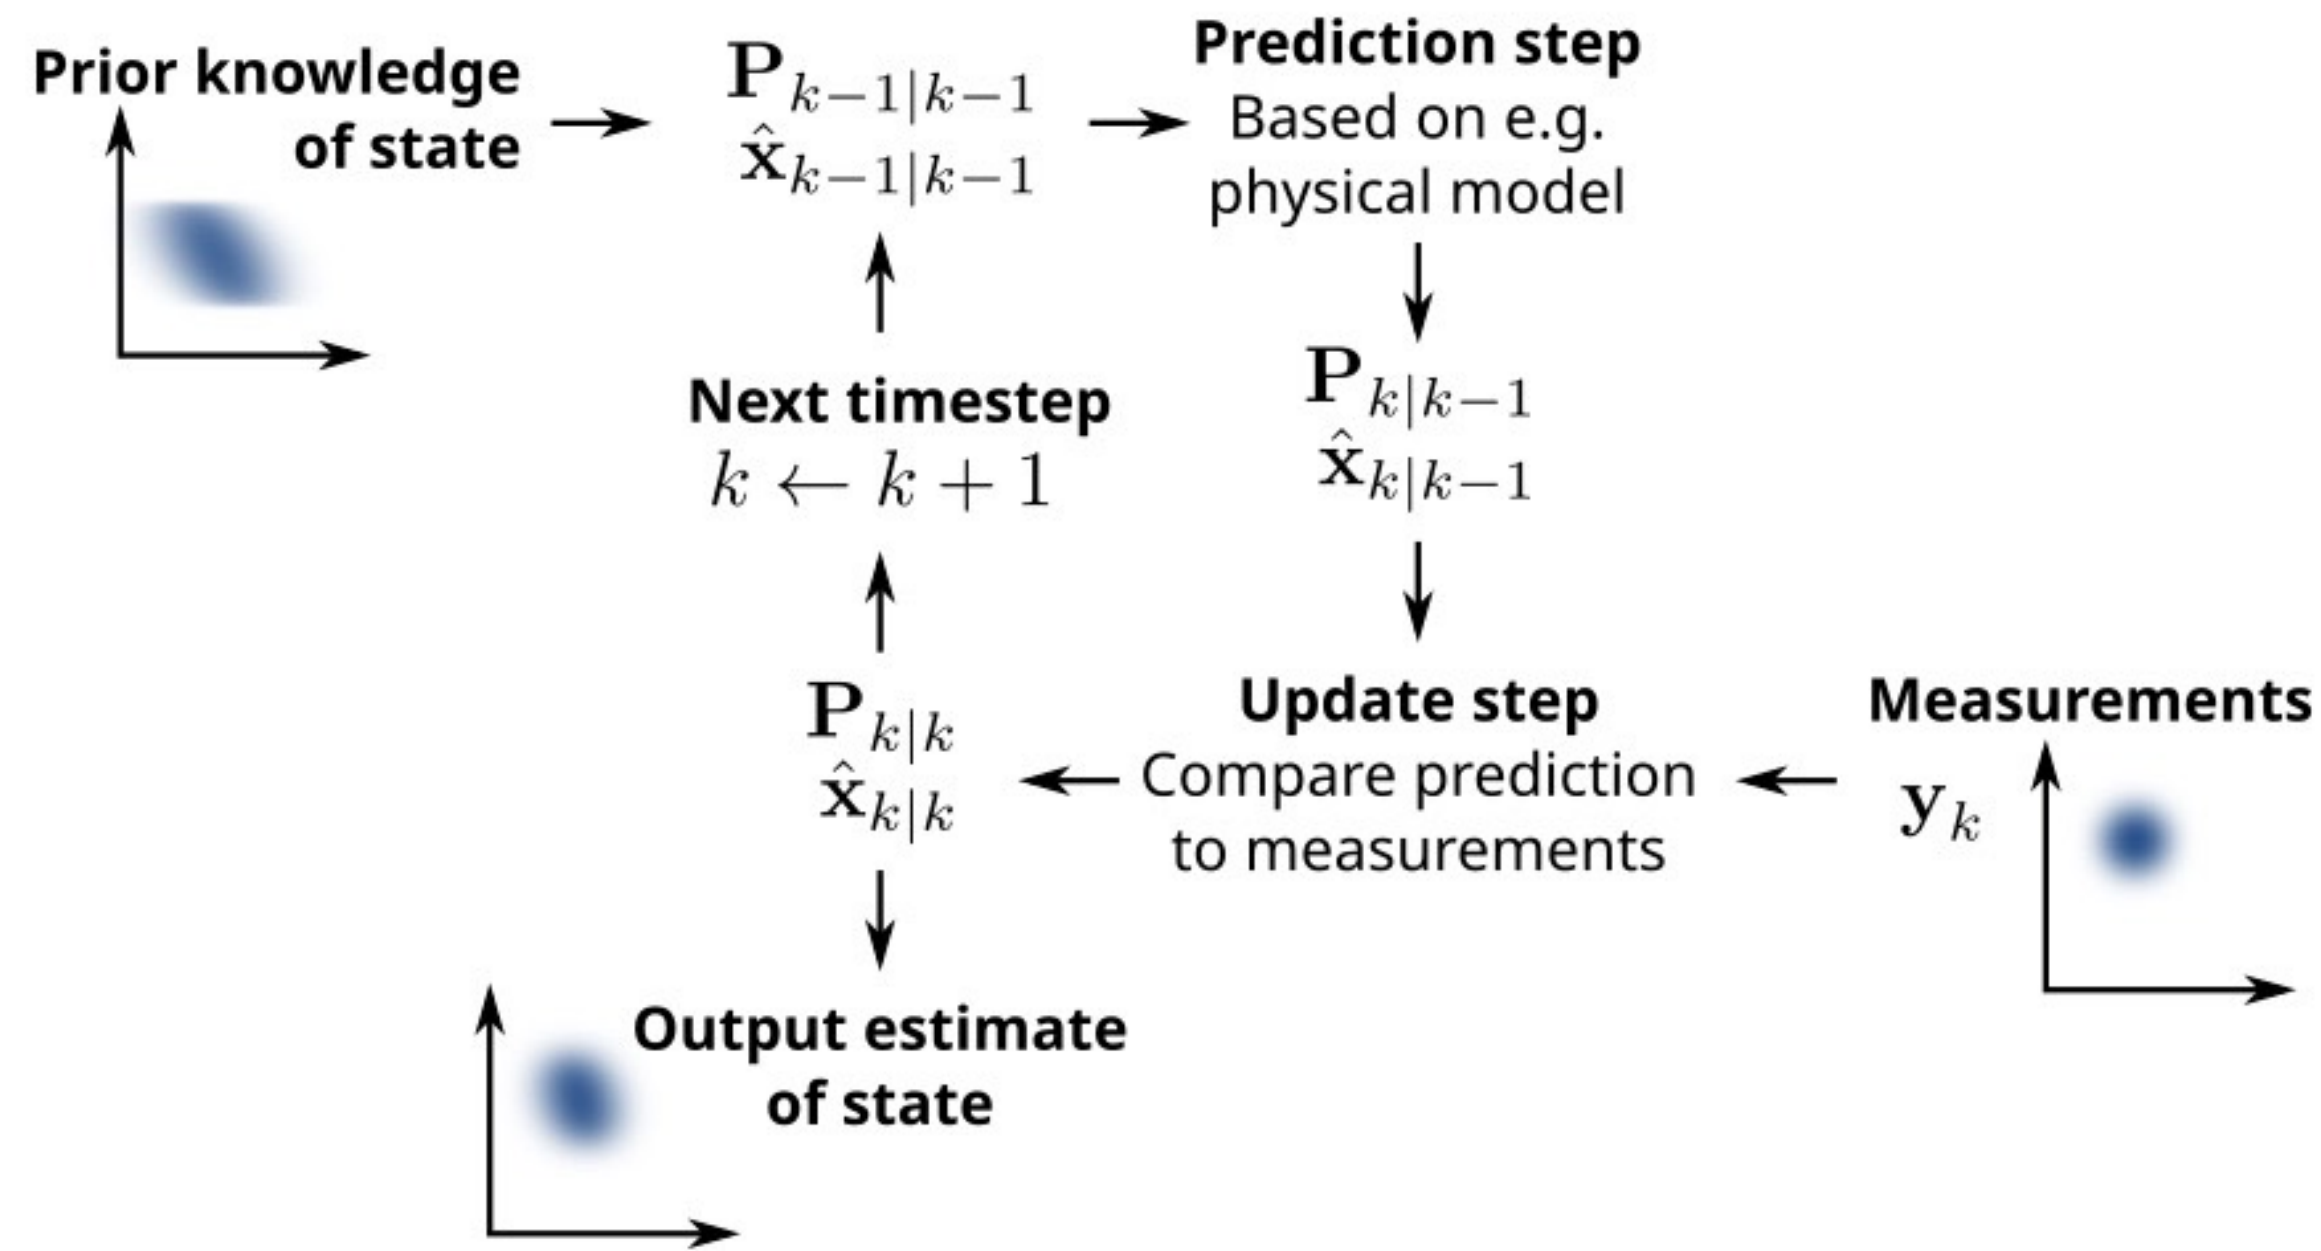 Prior knowledge
of state
P_{k−1|k−1}
x̂_{k−1|k−1}
Prediction step
Based on e.g.
physical model
P_{k|k−1}
x̂_{k|k−1}
Next timestep
k ← k + 1
Update step
Compare prediction
to measurements
Measurements
y_k
P_{k|k}
x̂_{k|k}
Output estimate
of state